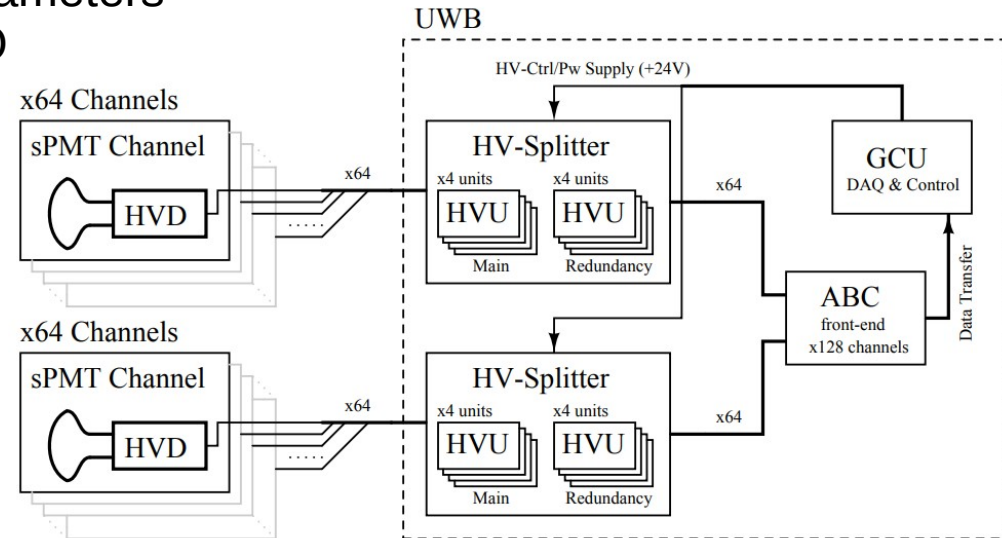 UWB
HV-Ctrl/Pw Supply (+24V)
x64 Channels
sPMT Channel
HVD
x64
HV-Splitter
x4 units
x4 units
HVU
HVU
Main
Redundancy
x64
GCU
DAQ & Control
Data Transfer
ABC
front-end
x128 channels
x64 Channels
sPMT Channel
HVD
x64
HV-Splitter
x4 units
x4 units
HVU
HVU
Main
Redundancy
x64